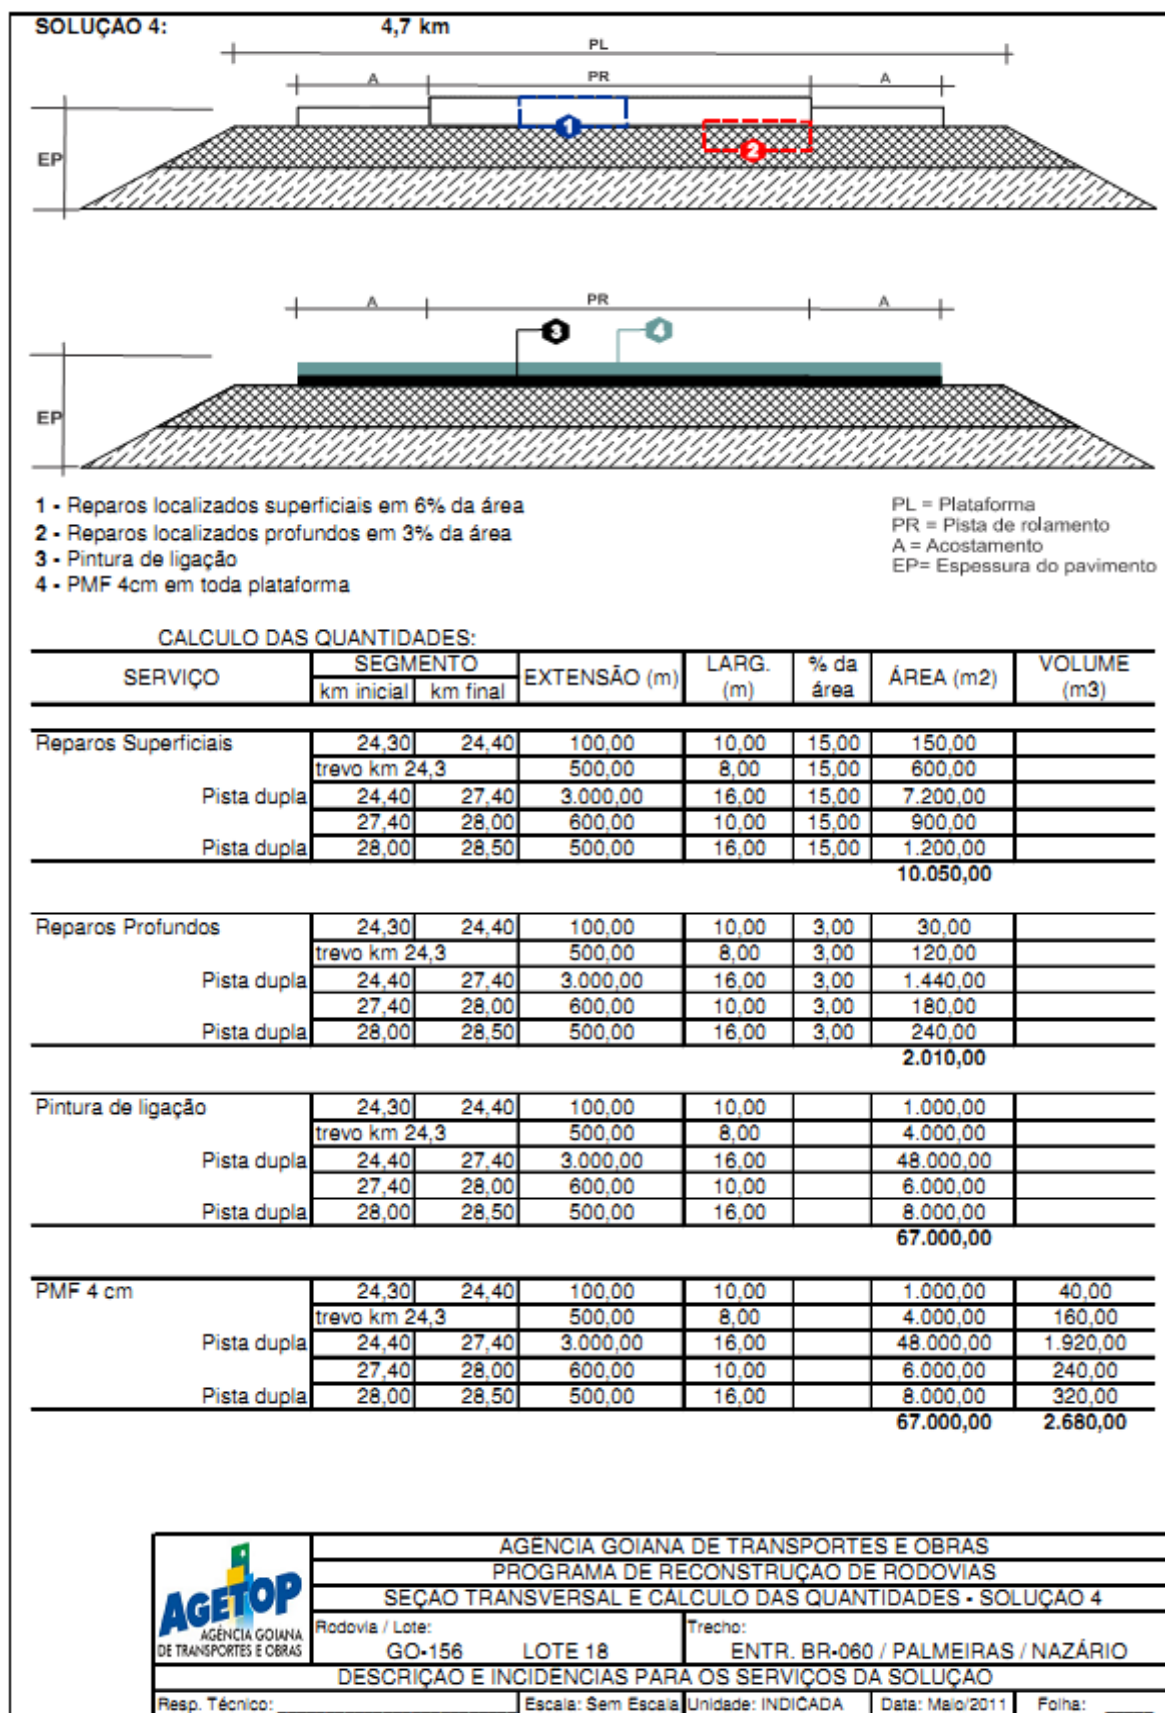 SOLUÇAO 4: 4,7 km
PL
A PR A
EP
1
2
A PR A
3 4
EP
1 - Reparos localizados superficiais em 6% da área
2 - Reparos localizados profundos em 3% da área
3 - Pintura de ligação
4 - PMF 4cm em toda plataforma
PL = Plataforma
PR = Pista de rolamento
A = Acostamento
EP= Espessura do pavimento
CALCULO DAS QUANTIDADES:
SERVIÇO SEGMENTO EXTENSÃO (m) LARG. (m) % da área ÁREA (m2) VOLUME (m3)
km inicial km final
Reparos Superficiais 24,30 24,40 100,00 10,00 15,00 150,00
trevo km 24,3 500,00 8,00 15,00 600,00
Pista dupla 24,40 27,40 3.000,00 16,00 15,00 7.200,00
27,40 28,00 600,00 10,00 15,00 900,00
Pista dupla 28,00 28,50 500,00 16,00 15,00 1.200,00
10.050,00
Reparos Profundos 24,30 24,40 100,00 10,00 3,00 30,00
trevo km 24,3 500,00 8,00 3,00 120,00
Pista dupla 24,40 27,40 3.000,00 16,00 3,00 1.440,00
27,40 28,00 600,00 10,00 3,00 180,00
Pista dupla 28,00 28,50 500,00 16,00 3,00 240,00
2.010,00
Pintura de ligação 24,30 24,40 100,00 10,00 1.000,00
trevo km 24,3 500,00 8,00 4.000,00
Pista dupla 24,40 27,40 3.000,00 16,00 48.000,00
27,40 28,00 600,00 10,00 6.000,00
Pista dupla 28,00 28,50 500,00 16,00 8.000,00
67.000,00
PMF 4 cm 24,30 24,40 100,00 10,00 1.000,00 40,00
trevo km 24,3 500,00 8,00 4.000,00 160,00
Pista dupla 24,40 27,40 3.000,00 16,00 48.000,00 1.920,00
27,40 28,00 600,00 10,00 6.000,00 240,00
Pista dupla 28,00 28,50 500,00 16,00 8.000,00 320,00
67.000,00 2.680,00
AGETOP
AGÊNCIA GOIANA
DE TRANSPORTES E OBRAS
AGENCIA GOIANA DE TRANSPORTES E OBRAS
PROGRAMA DE RECONSTRUÇAO DE RODOVIAS
SEÇAO TRANSVERSAL E CALCULO DAS QUANTIDADES - SOLUÇAO 4
Rodovia / Lote: Trecho:
GO-156 LOTE 18 ENTR. BR-060 / PALMEIRAS / NAZÁRIO
DESCRIÇAO E INCIDENCIAS PARA OS SERVIÇOS DA SOLUÇAO
Resp. Técnico: Escala: Sem Escala Unidade: INDICADA Data: Maio/2011 Folha: